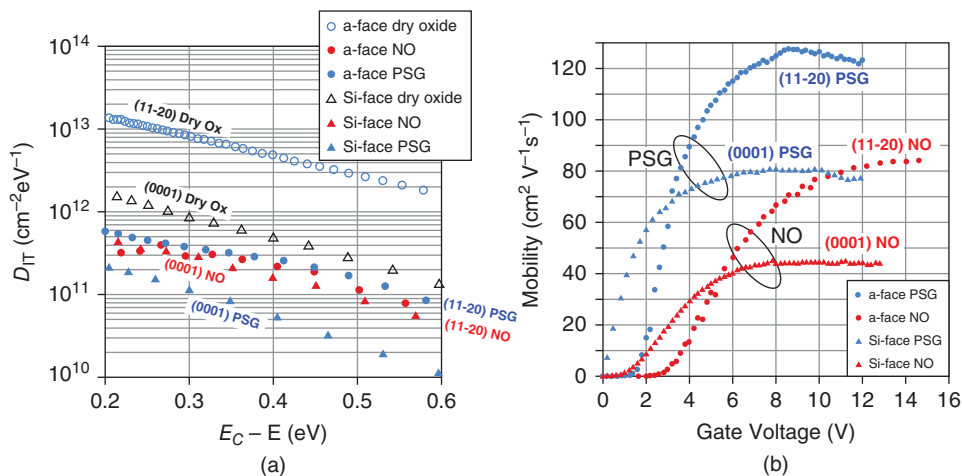 (a)
10^14
10^13
10^12
10^11
10^10
D_IT (cm^−2eV^−1)
a-face dry oxide
a-face NO
a-face PSG
Si-face dry oxide
Si-face NO
Si-face PSG
(11-20) Dry Ox
(0001) Dry Ox
(0001) NO
(0001) PSG
(11-20) PSG
(11-20) NO
0.2 0.3 0.4 0.5 0.6
E_C – E (eV)
(a)
(b)
120
100
80
60
40
20
0
Mobility (cm^2 V^−1s^−1)
(11-20) PSG
(11-20) NO
PSG
(0001) PSG
NO
(0001) NO
a-face PSG
a-face NO
Si-face PSG
Si-face NO
0 2 4 6 8 10 12 14 16
Gate Voltage (V)
(b)